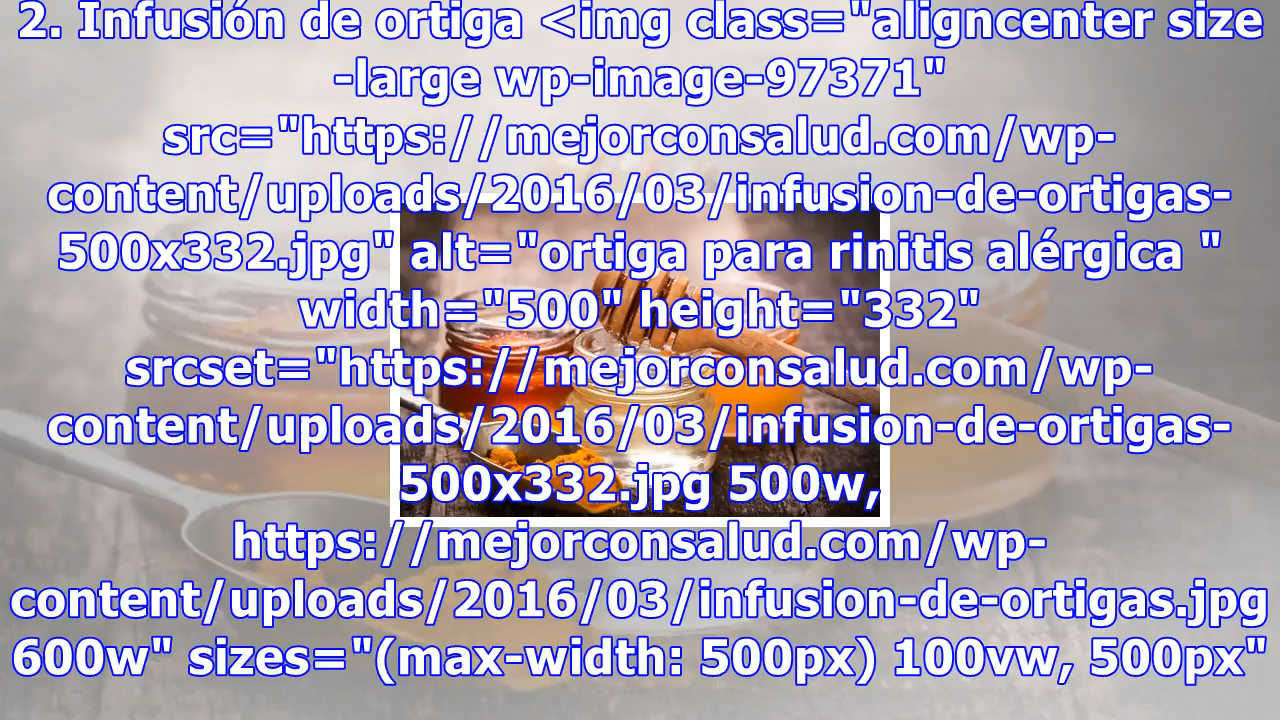 2. Infusión de ortiga <img class="aligncenter size
-large wp-image-97371"
src="https://mejorconsalud.com/wp-
content/uploads/2016/03/infusion-de-ortigas-
500x332.jpg" alt="ortiga para rinitis alérgica "
width="500" height="332"
srcset="https://mejorconsalud.com/wp-
content/uploads/2016/03/infusion-de-ortigas-
500x332.jpg 500w,
https://mejorconsalud.com/wp-
content/uploads/2016/03/infusion-de-ortigas.jpg
600w" sizes="(max-width: 500px) 100vw, 500px"